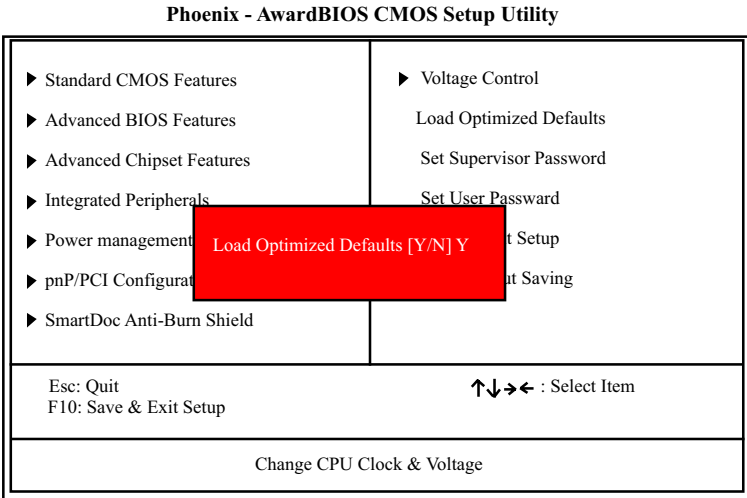 Phoenix - AwardBIOS CMOS Setup Utility
Standard CMOS Features
Advanced BIOS Features
Advanced Chipset Features
Integrated Peripherals
Power management
pnP/PCI Configurat
SmartDoc Anti-Burn Shield
Voltage Control
Load Optimized Defaults
Set Supervisor Password
Set User Passward
t Setup
ut Saving
Load Optimized Defaults [Y/N] Y
Esc: Quit
F10: Save & Exit Setup
↑↓→← : Select Item
Change CPU Clock & Voltage